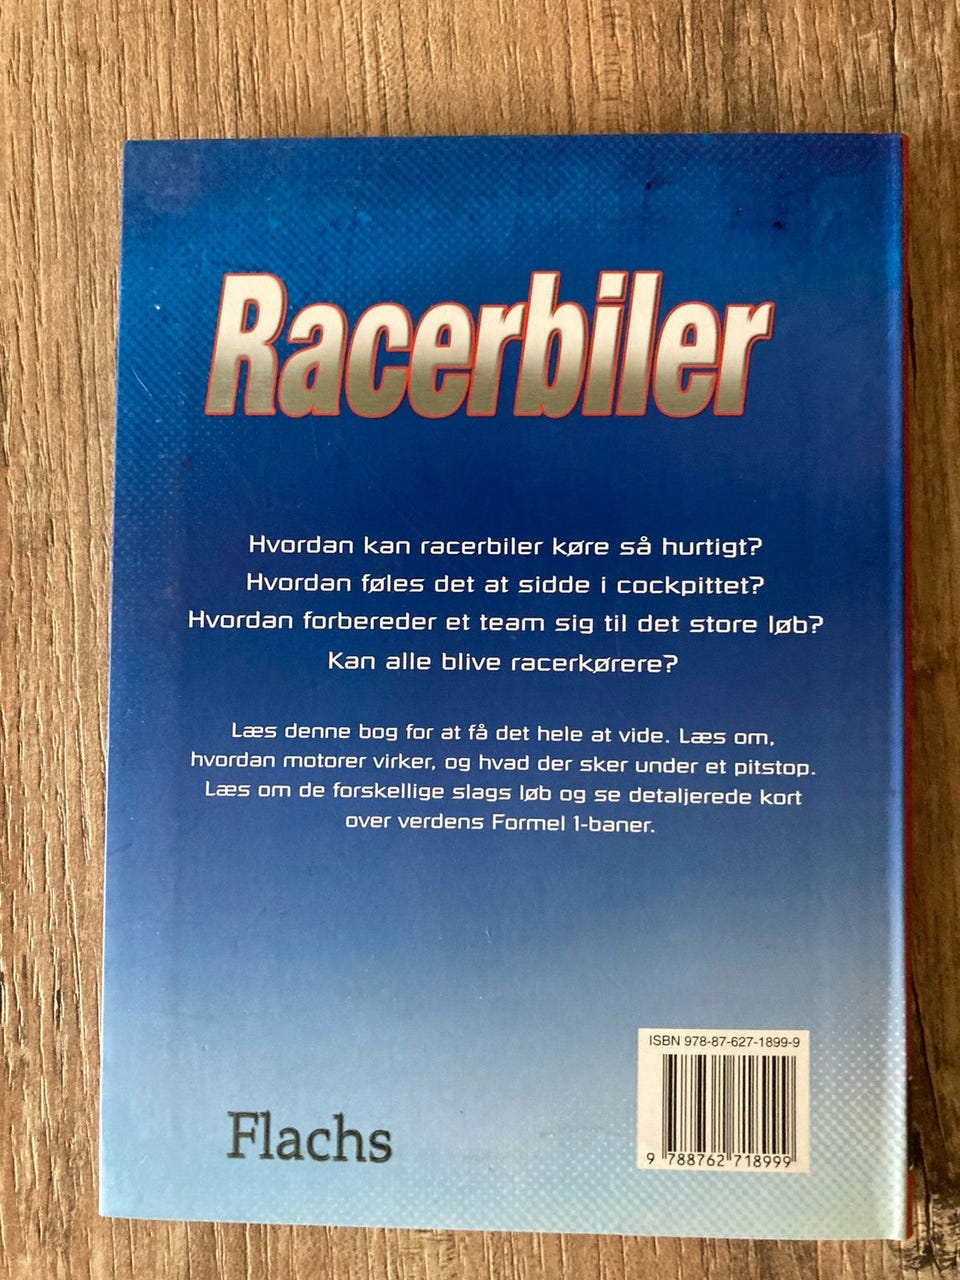 Racerbiler
Hvordan kan racerbiler køre så hurtigt?
Hvordan føles det at sidde i cockpittet?
Hvordan forbereder et team sig til det store løb?
Kan alle blive racerkørere?
Læs denne bog for at få det hele at vide. Læs om,
hvordan motorer virker, og hvad der sker under et pitstop.
Læs om de forskellige slags løb og se detaljerede kort
over verdens Formel 1-baner.
ISBN 978-87-627-1899-9
9 788762 718999
Flachs